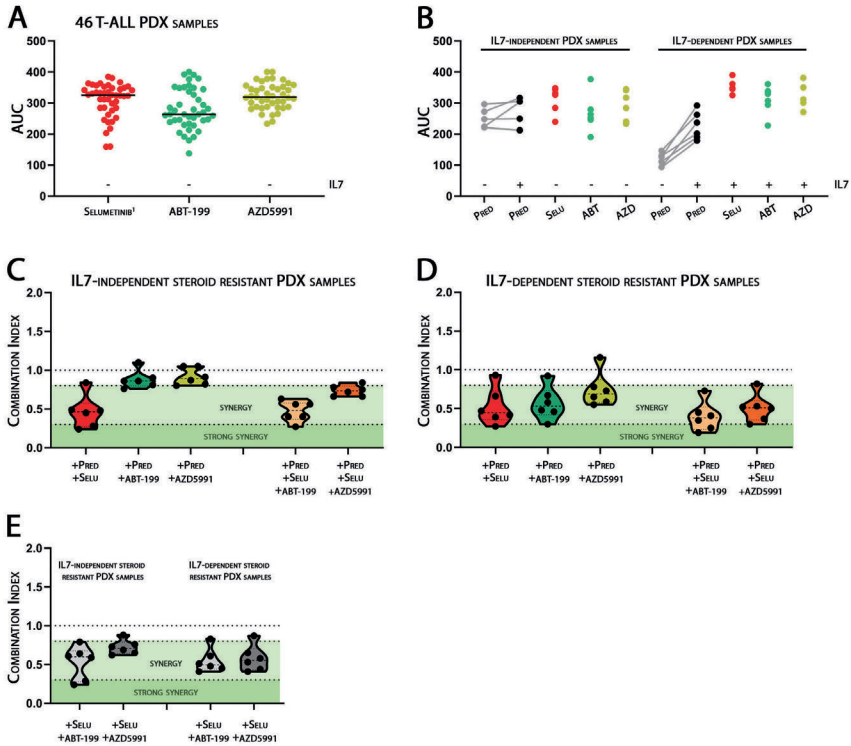 A
46 T-ALL PDX SAMPLES
AUC
500
400
300
200
100
0
- - - IL7
SELUMETINIB¹ ABT-199 AZD5991
B
IL7-INDEPENDENT PDX SAMPLES IL7-DEPENDENT PDX SAMPLES
AUC
500
400
300
200
100
0
- + - - - - + + + + IL7
PRED PRED SELU ABT AZD PRED PRED SELU ABT AZD
C
IL7-INDEPENDENT STEROID RESISTANT PDX SAMPLES
COMBINATION INDEX
2.0
1.5
1.0
0.5
0.0
SYNERGY
STRONG SYNERGY
+PRED +PRED +PRED +PRED +PRED
+SELU +ABT-199 +AZD5991 +SELU +SELU
+ABT-199 +AZD5991
D
IL7-DEPENDENT STEROID RESISTANT PDX SAMPLES
COMBINATION INDEX
2.0
1.5
1.0
0.5
0.0
SYNERGY
STRONG SYNERGY
+PRED +PRED +PRED +PRED +PRED
+SELU +ABT-199 +AZD5991 +SELU +SELU
+ABT-199 +AZD5991
E
COMBINATION INDEX
2.0
1.5
1.0
0.5
0.0
IL7-INDEPENDENT STEROID IL7-DEPENDENT STEROID
RESISTANT PDX SAMPLES RESISTANT PDX SAMPLES
SYNERGY
STRONG SYNERGY
+SELU +SELU +SELU +SELU
+ABT-199 +AZD5991 +ABT-199 +AZD5991